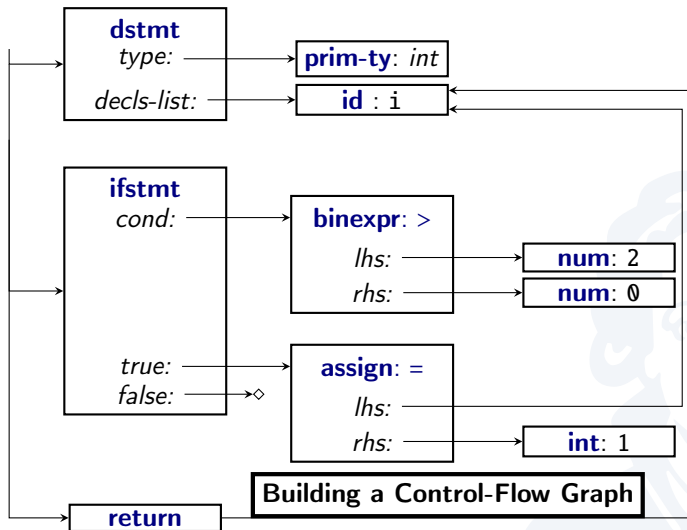 dstmt
type:
prim-ty: int
decls-list:
id : i
ifstmt
cond:
binexpr: >
lhs:
num: 2
rhs:
num: 0
true:
assign: =
false:
lhs:
rhs:
int: 1
Building a Control-Flow Graph
return